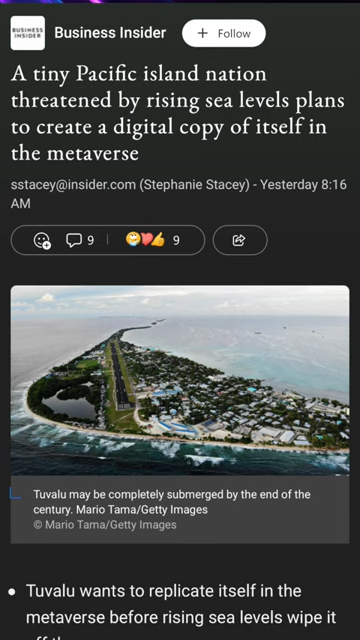 BUSINESS
INSIDER
Business Insider
+ Follow
A tiny Pacific island nation
threatened by rising sea levels plans
to create a digital copy of itself in
the metaverse
sstacey@insider.com (Stephanie Stacey) - Yesterday 8:16
AM
9
9
Tuvalu may be completely submerged by the end of the
century. Mario Tama/Getty Images
© Mario Tama/Getty Images
• Tuvalu wants to replicate itself in the
metaverse before rising sea levels wipe it